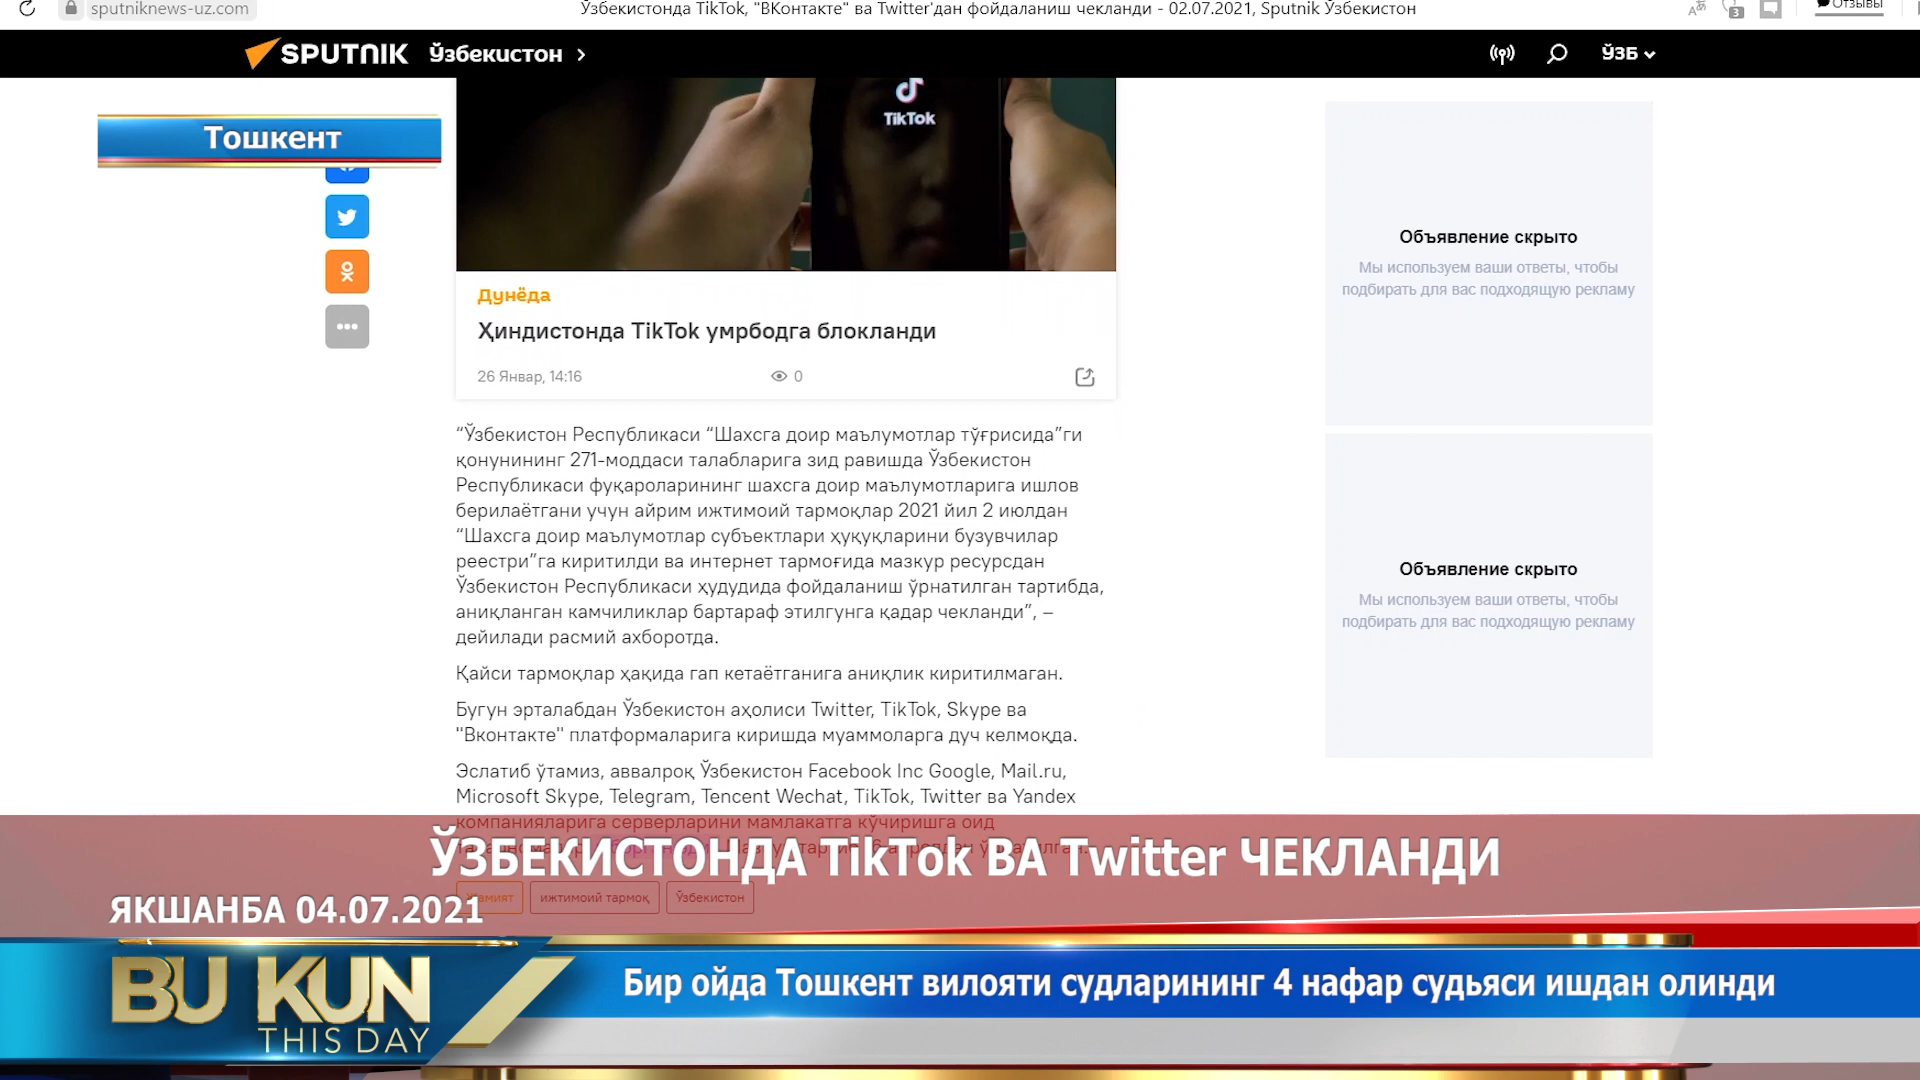 sputniknews-uz.com
Ўзбекистонда TikTok, "ВКонтакте" ва Twitter'дан фойдаланиш чекланди - 02.07.2021, Sputnik Ўзбекистон
3
Отзывы
SPUTNIK
Ўзбекистон
ЎЗБ
Тошкент
TikTok
Дунёда
Ҳиндистонда TikTok умрбодга блокланди
26 Январ, 14:16
0
“Ўзбекистон Республикаси “Шахсга доир маълумотлар тўғрисида”ги
қонунининг 271-моддаси талабларига зид равишда Ўзбекистон
Республикаси фуқароларининг шахсга доир маълумотларига ишлов
берилаётгани учун айрим ижтимоий тармоқлар 2021 йил 2 июлдан
“Шахсга доир маълумотлар субъектлари ҳуқуқларини бузувчилар
реестри”га киритилди ва интернет тармоғида мазкур ресурсдан
Ўзбекистон Республикаси ҳудудида фойдаланиш ўрнатилган тартибда,
аниқланган камчиликлар бартараф этилгунга қадар чекланди”, –
дейилади расмий ахборотда.
Қайси тармоқлар ҳақида гап кетаётганига аниқлик киритилмаган.
Бугун эрталабдан Ўзбекистон аҳолиси Twitter, TikTok, Skype ва
"Вконтакте" платформаларига киришда муаммоларга дуч келмоқда.
Эслатиб ўтамиз, аввалроқ Ўзбекистон Facebook Inc Google, Mail.ru,
Microsoft Skype, Telegram, Tencent Wechat, TikTok, Twitter ва Yandex
компанияларига серверларини мамлакатга кўчиришга оид
Жамият
ижтимоий тармоқ
Ўзбекистон
Объявление скрыто
Мы используем ваши ответы, чтобы
подбирать для вас подходящую рекламу
Объявление скрыто
Мы используем ваши ответы, чтобы
подбирать для вас подходящую рекламу
ЎЗБЕКИСТОНДА TikTok ВА Twitter ЧЕКЛАНДИ
ЯКШАНБА 04.07.2021
BU KUN
THIS DAY
Бир ойда Тошкент вилояти судларининг 4 нафар судьяси ишдан олинди